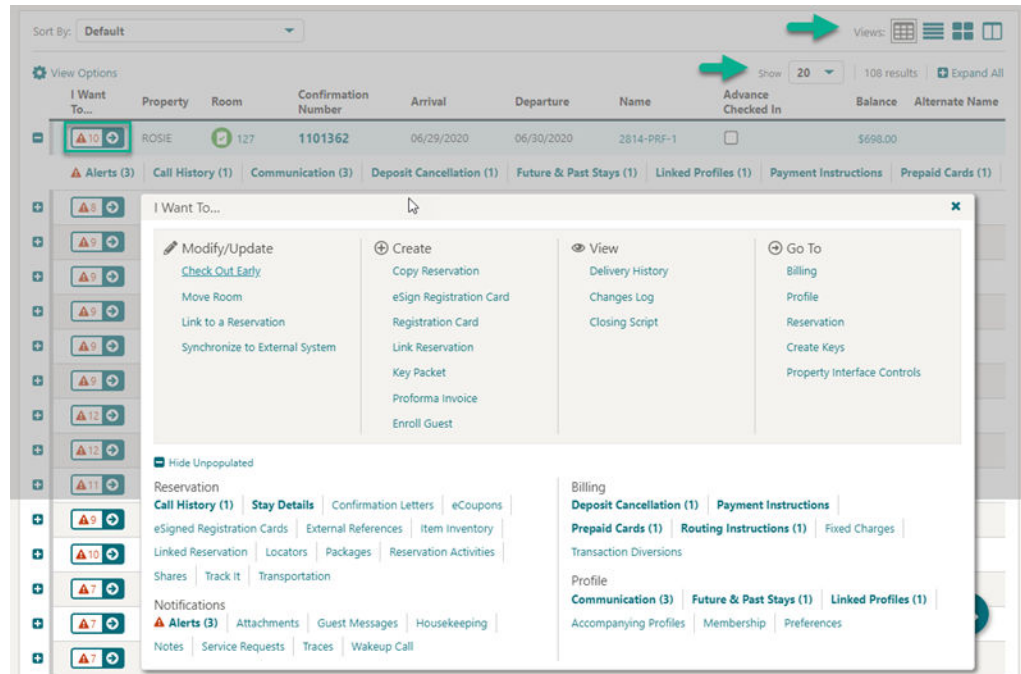 Sort By: Default
Views:
View Options
Show 20 108 results Expand All
I Want To... Property Room Confirmation Number Arrival Departure Name Advance Checked In Balance Alternate Name
10 ROSIE 127 1101362 06/29/2020 06/30/2020 2814-PRF-1 $698.00
Alerts (3) Call History (1) Communication (3) Deposit Cancellation (1) Future & Past Stays (1) Linked Profiles (1) Payment Instructions Prepaid Cards (1)
8
9
9
9
9
9
12
12
11
9
10
7
7
7
I Want To...
Modify/Update
Check Out Early
Move Room
Link to a Reservation
Synchronize to External System
Create
Copy Reservation
eSign Registration Card
Registration Card
Link Reservation
Key Packet
Proforma Invoice
Enroll Guest
View
Delivery History
Changes Log
Closing Script
Go To
Billing
Profile
Reservation
Create Keys
Property Interface Controls
Hide Unpopulated
Reservation
Call History (1) Stay Details Confirmation Letters eCoupons
eSigned Registration Cards External References Item Inventory
Linked Reservation Locators Packages Reservation Activities
Shares Track It Transportation
Notifications
Alerts (3) Attachments Guest Messages Housekeeping
Notes Service Requests Traces Wakeup Call
Billing
Deposit Cancellation (1) Payment Instructions
Prepaid Cards (1) Routing Instructions (1) Fixed Charges
Transaction Diversions
Profile
Communication (3) Future & Past Stays (1) Linked Profiles (1)
Accompanying Profiles Membership Preferences